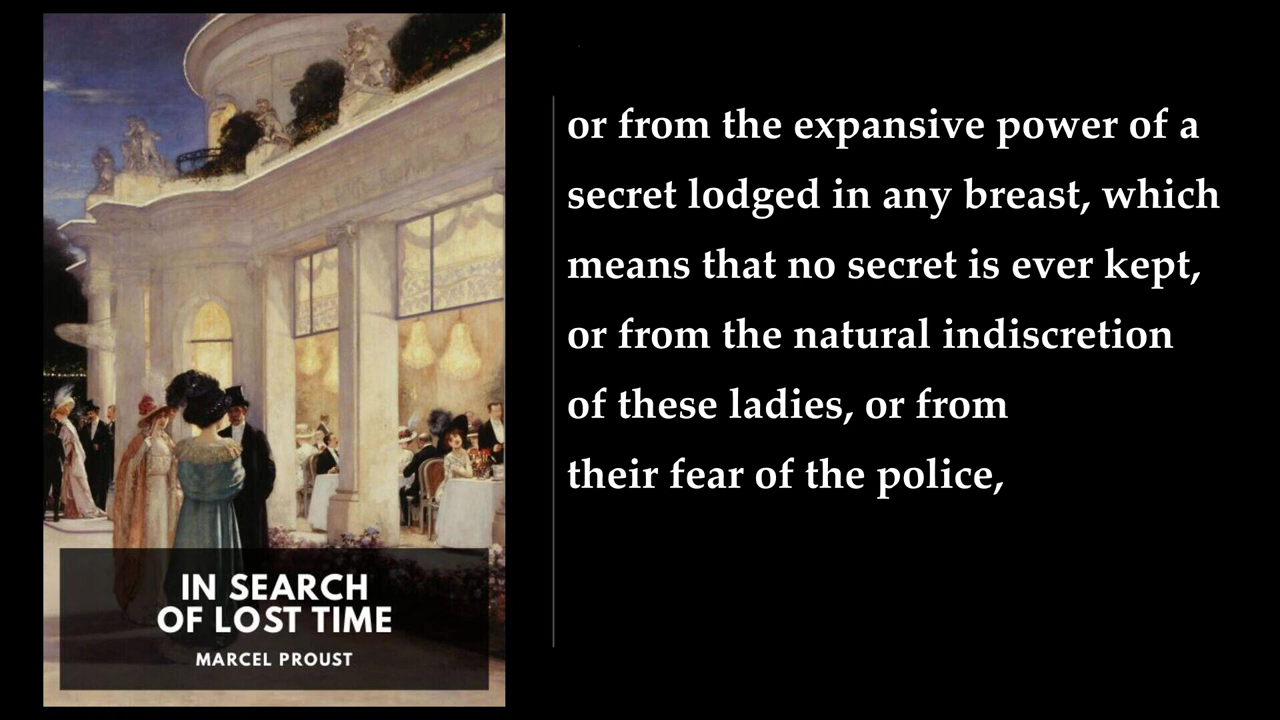 or from the expansive power of a
secret lodged in any breast, which
means that no secret is ever kept,
or from the natural indiscretion
of these ladies, or from
their fear of the police,
IN SEARCH
OF LOST TIME
MARCEL PROUST